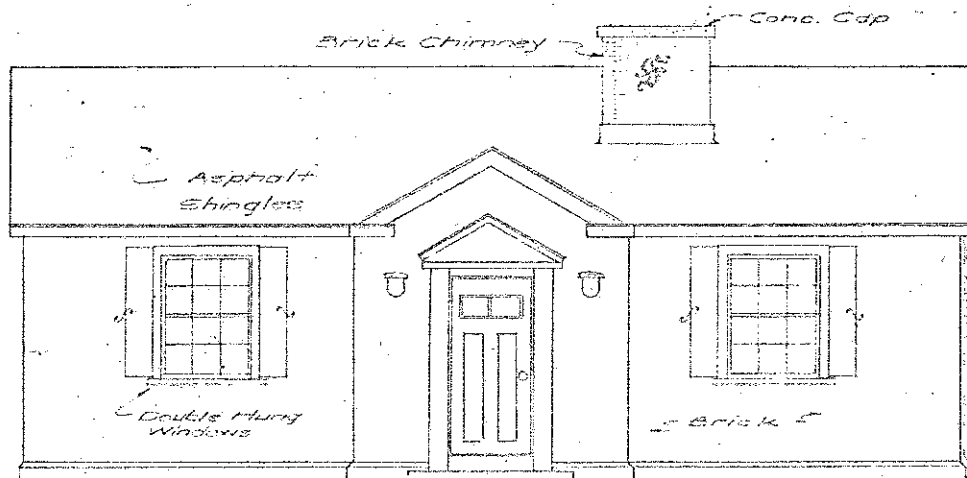 Conc. Cap
Brick Chimney
Asphalt
Shingles
Double Hung
Windows
Brick